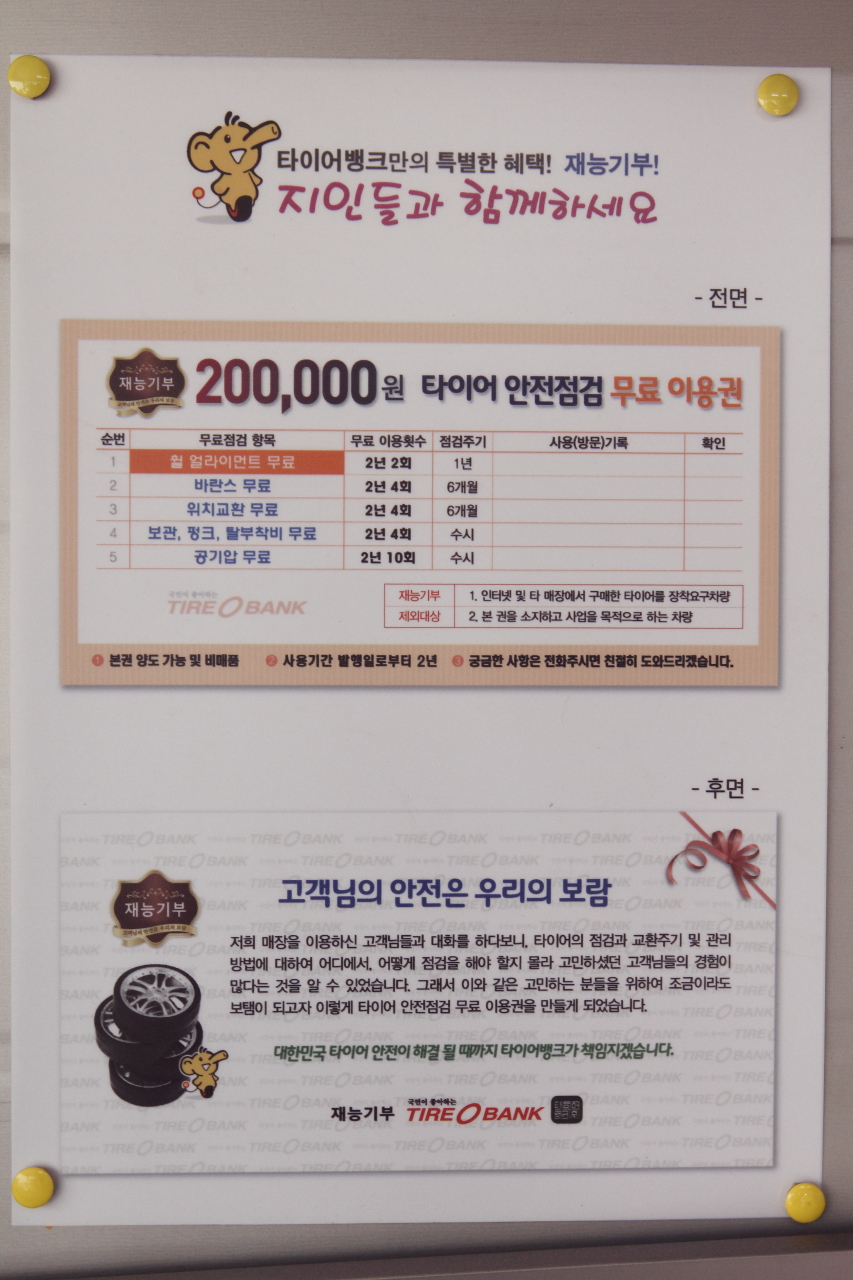 타이어뱅크만의 특별한 혜택! 재능기부!
지인들과 함께하세요
- 전면 -
재능기부
200,000원 타이어 안전점검 무료 이용권
순번 무료점검 항목 무료 이용횟수 점검주기 사용(방문)기록 확인
1 휠 얼라이먼트 무료 2년 2회 1년
2 바란스 무료 2년 4회 6개월
3 위치교환 무료 2년 4회 6개월
4 보관, 펑크, 탈부착비 무료 2년 4회 수시
5 공기압 무료 2년 10회 수시
국민이 좋아하는
TIRE BANK
재능기부 1. 인터넷 및 타 매장에서 구매한 타이어를 장착요구차량
제외대상 2. 본 권을 소지하고 사업을 목적으로 하는 차량
1 본권 양도 가능 및 비매품 2 사용기간 발행일로부터 2년 3 궁금한 사항은 전화주시면 친절히 도와드리겠습니다.
- 후면 -
재능기부
고객님의 안전은 우리의 보람
저희 매장을 이용하신 고객님들과 대화를 하다보니, 타이어의 점검과 교환주기 및 관리
방법에 대하여 어디에서, 어떻게 점검을 해야 할지 몰라 고민하셨던 고객님들의 경험이
많다는 것을 알 수 있었습니다. 그래서 이와 같은 고민하는 분들을 위하여 조금이라도
보탬이 되고자 이렇게 타이어 안전점검 무료 이용권을 만들게 되었습니다.
대한민국 타이어 안전이 해결 될 때까지 타이어뱅크가 책임지겠습니다.
재능기부 국민이 좋아하는 TIRE BANK